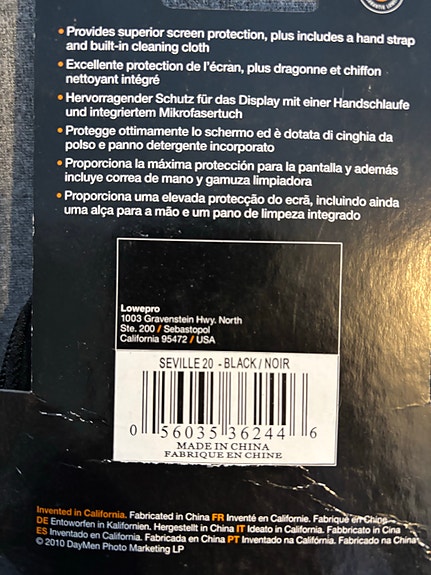 • Provides superior screen protection, plus includes a hand strap
and built-in cleaning cloth
• Excellente protection de l'écran, plus dragonne et chiffon
nettoyant intégré
• Hervorragender Schutz für das Display mit einer Handschlaufe
und integriertem Mikrofasertuch
• Protegge ottimamente lo schermo ed è dotata di cinghia da
polso e panno detergente incorporato
• Proporciona la máxima protección para la pantalla y además
incluye correa de mano y gamuza limpiadora
• Proporciona uma elevada protecção do ecrã, incluindo ainda
uma alça para a mão e um pano de limpeza integrado
Lowepro
1003 Gravenstein Hwy. North
Ste. 200 / Sebastopol
California 95472 / USA
SEVILLE 20 - BLACK / NOIR
0 56035 36244 6
MADE IN CHINA
FABRIQUE EN CHINE
Invented in California. Fabricated in China FR Inventé en Californie. Fabriqué en Chine
DE Entoworfen in Kalifornien. Hergestellt in China IT Ideato in California. Fabbricato in Cina
ES Inventado en California. Fabricada en China PT Inventado na Califórnia. Fabricado na China
© 2010 DayMen Photo Marketing LP